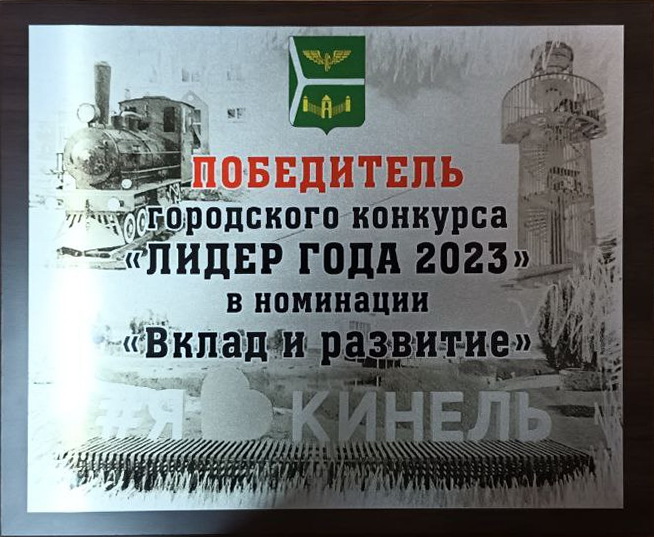 ПОБЕДИТЕЛЬ
городского конкурса
«ЛИДЕР ГОДА 2023»
в номинации
«Вклад и развитие»
#Я КИНЕЛЬ